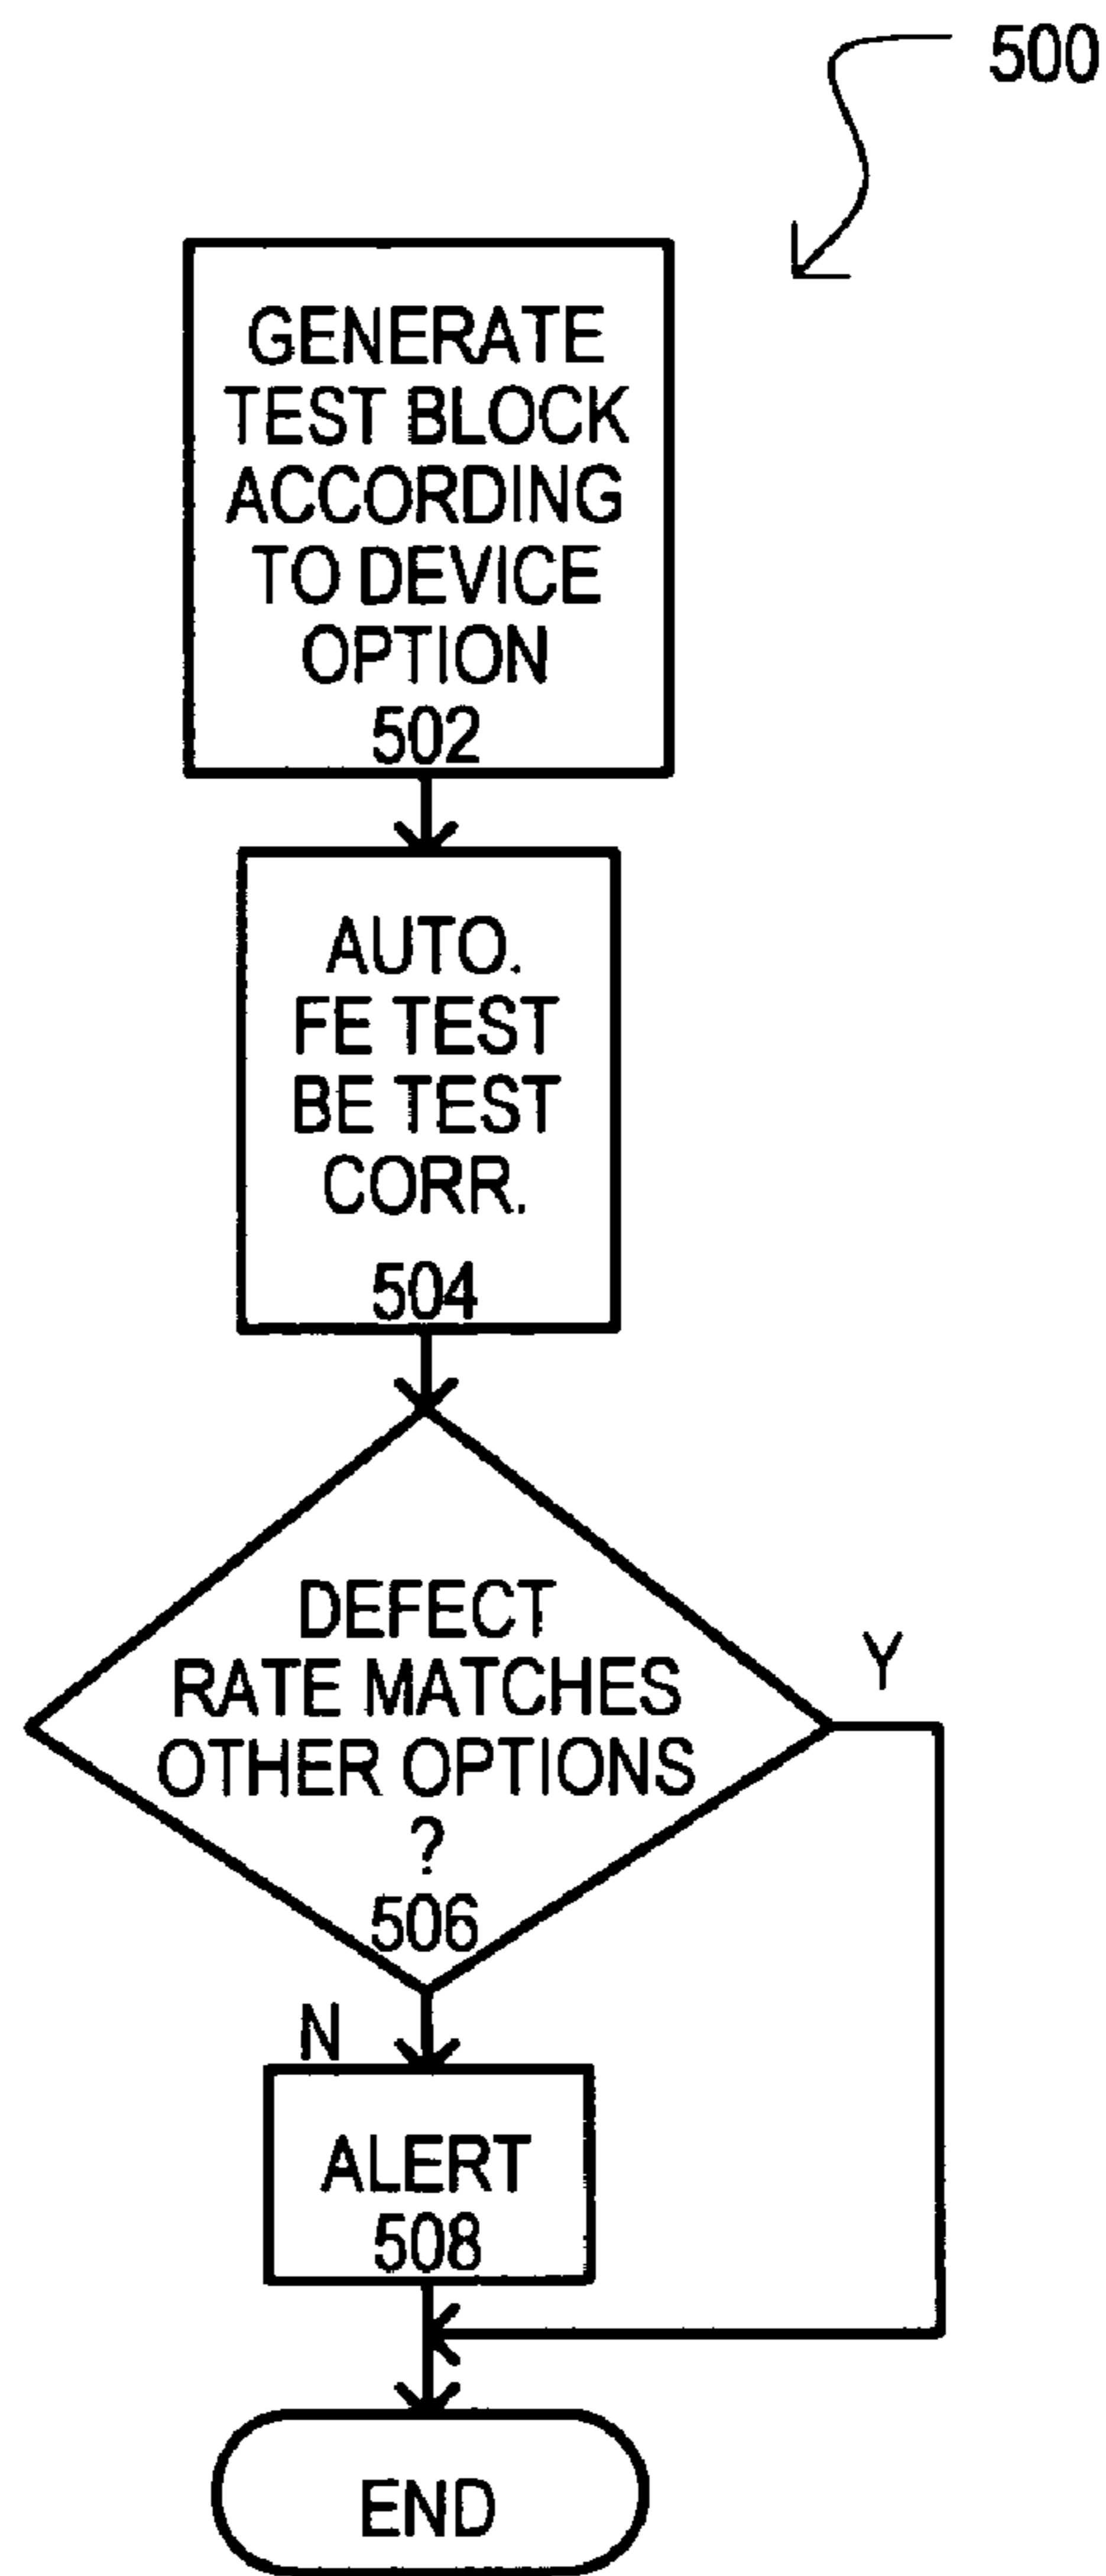 500
GENERATE
TEST BLOCK
ACCORDING
TO DEVICE
OPTION
502
AUTO.
FE TEST
BE TEST
CORR.
504
DEFECT
RATE MATCHES
OTHER OPTIONS
?
506
Y
N
ALERT
508
END